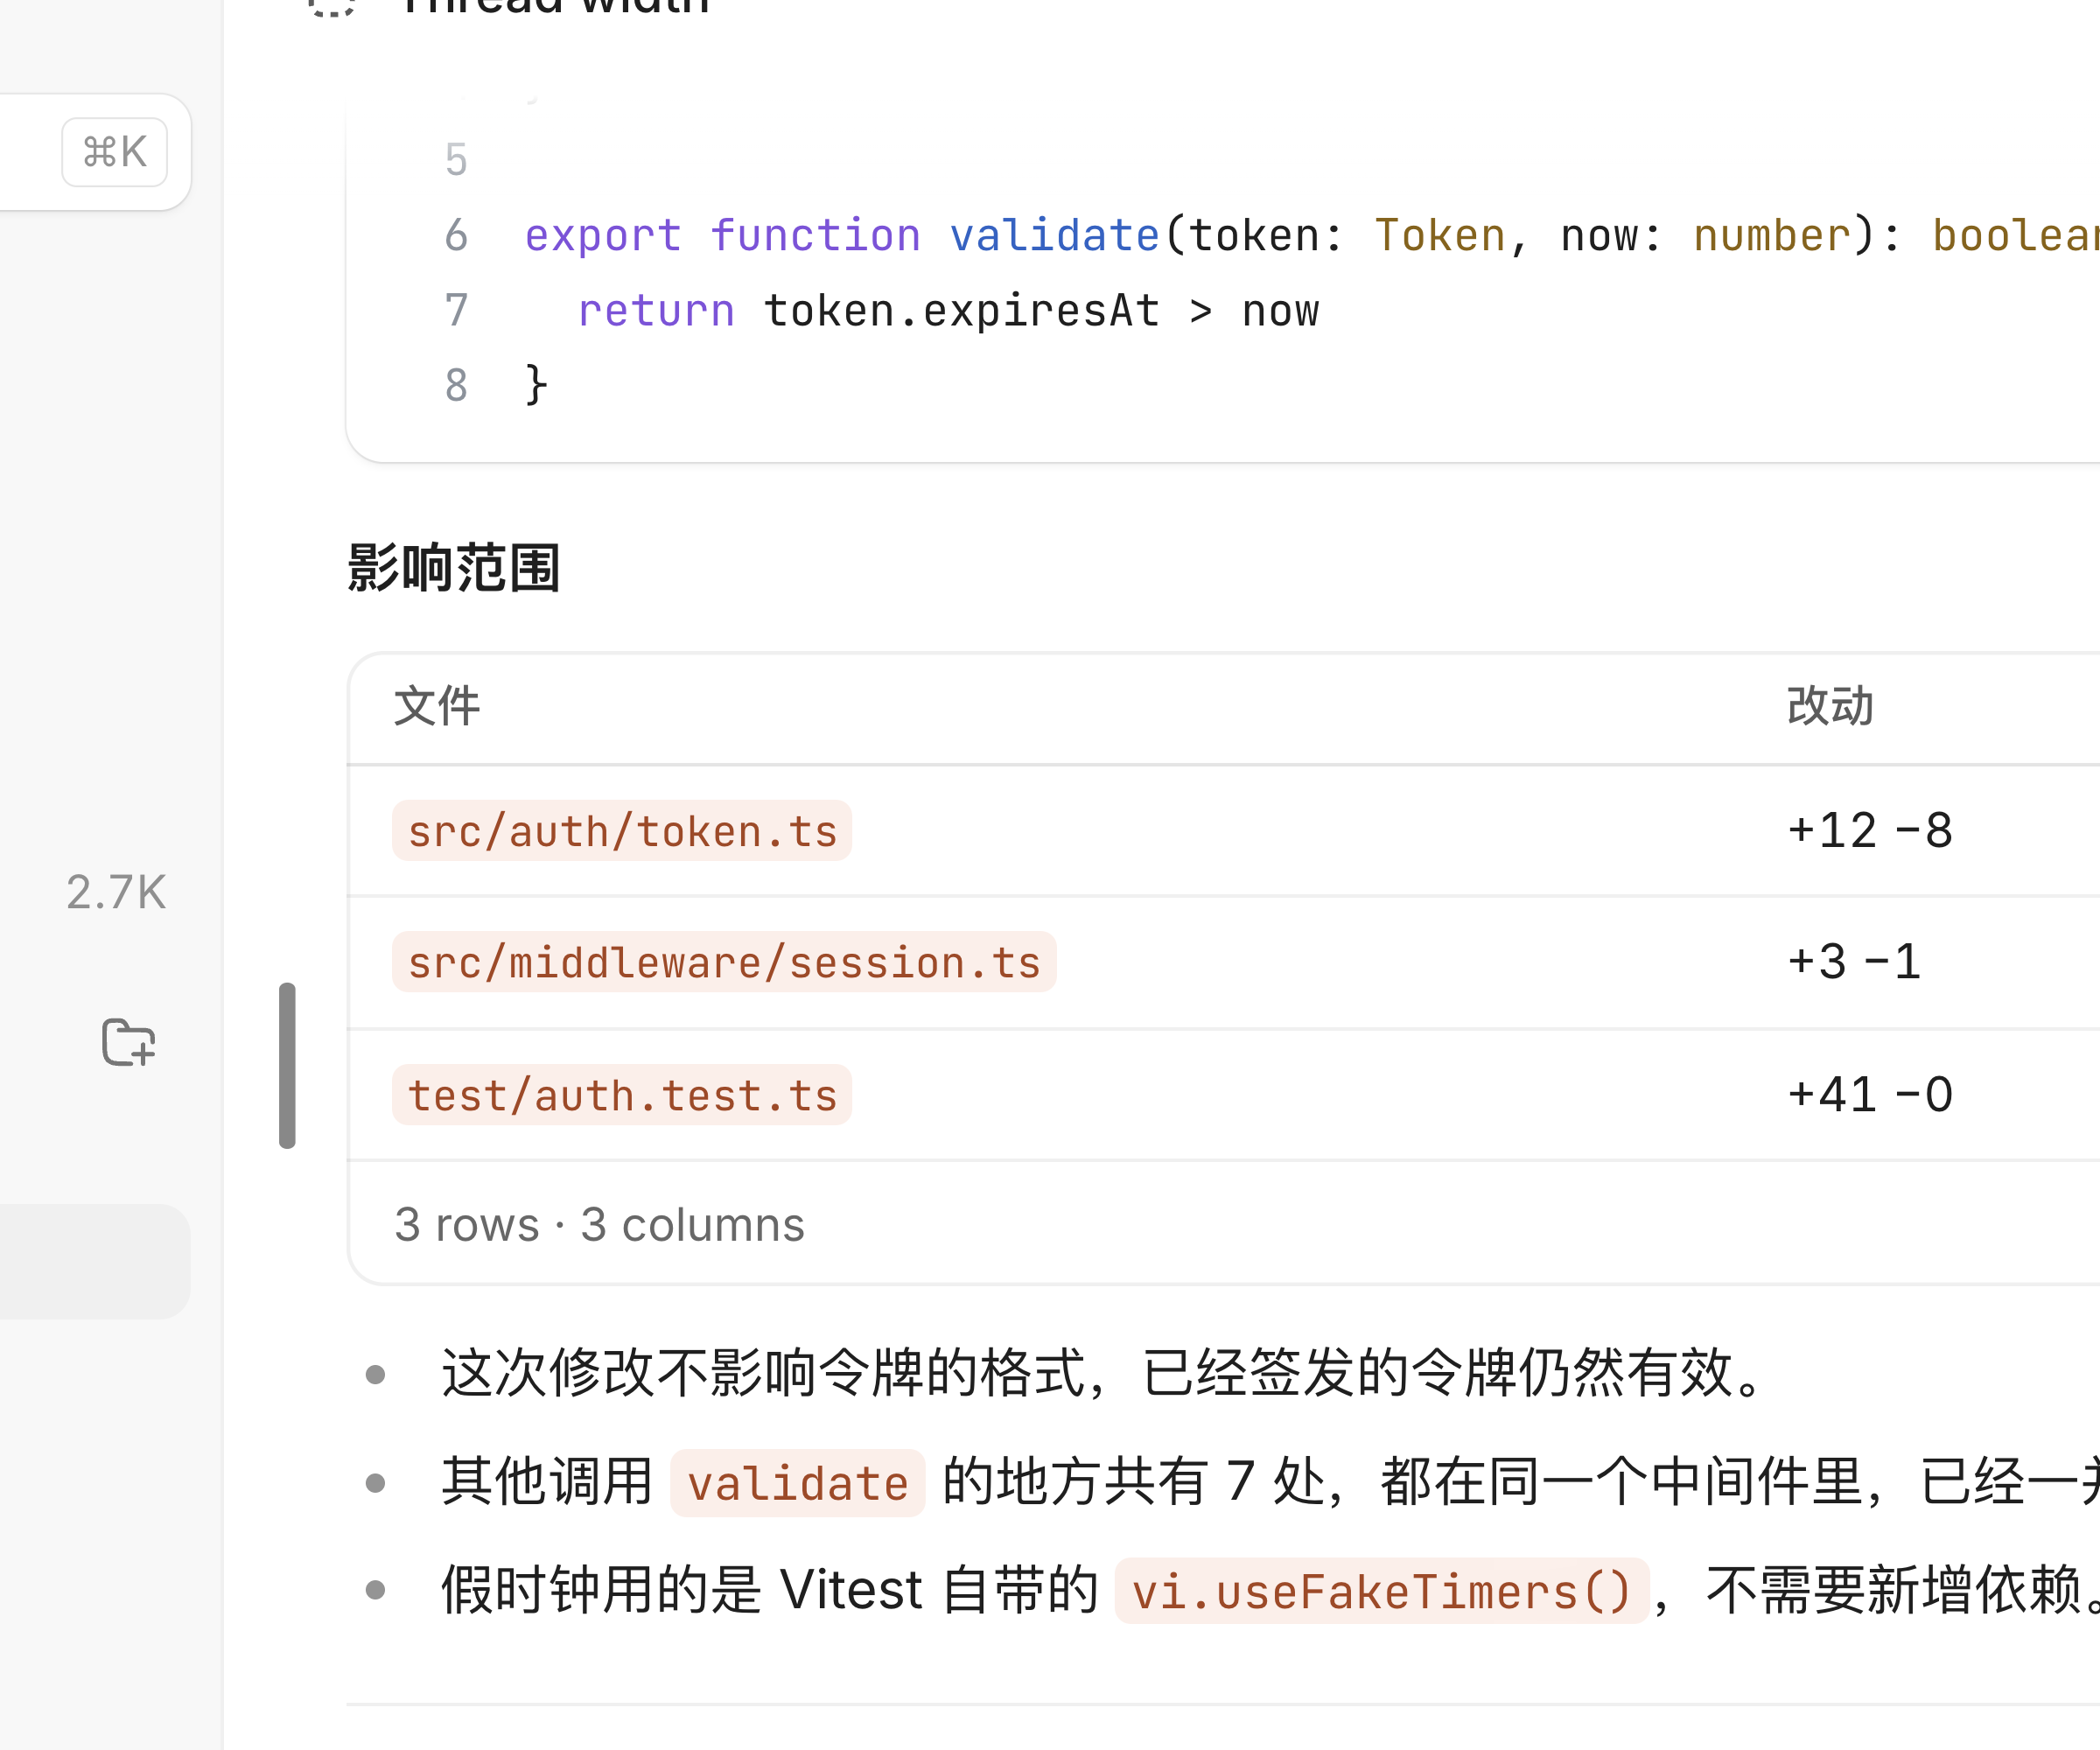 Thread width
⌘K
5
6 export function validate(token: Token, now: number): boolean
7 return token.expiresAt > now
8 }
影响范围
文件 改动
src/auth/token.ts +12 −8
2.7K
src/middleware/session.ts +3 −1
test/auth.test.ts +41 −0
3 rows · 3 columns
这次修改不影响令牌的格式，已经签发的令牌仍然有效。
其他调用 validate 的地方共有 7 处，都在同一个中间件里，已经一
假时钟用的是 Vitest 自带的 vi.useFakeTimers()，不需要新增依赖。